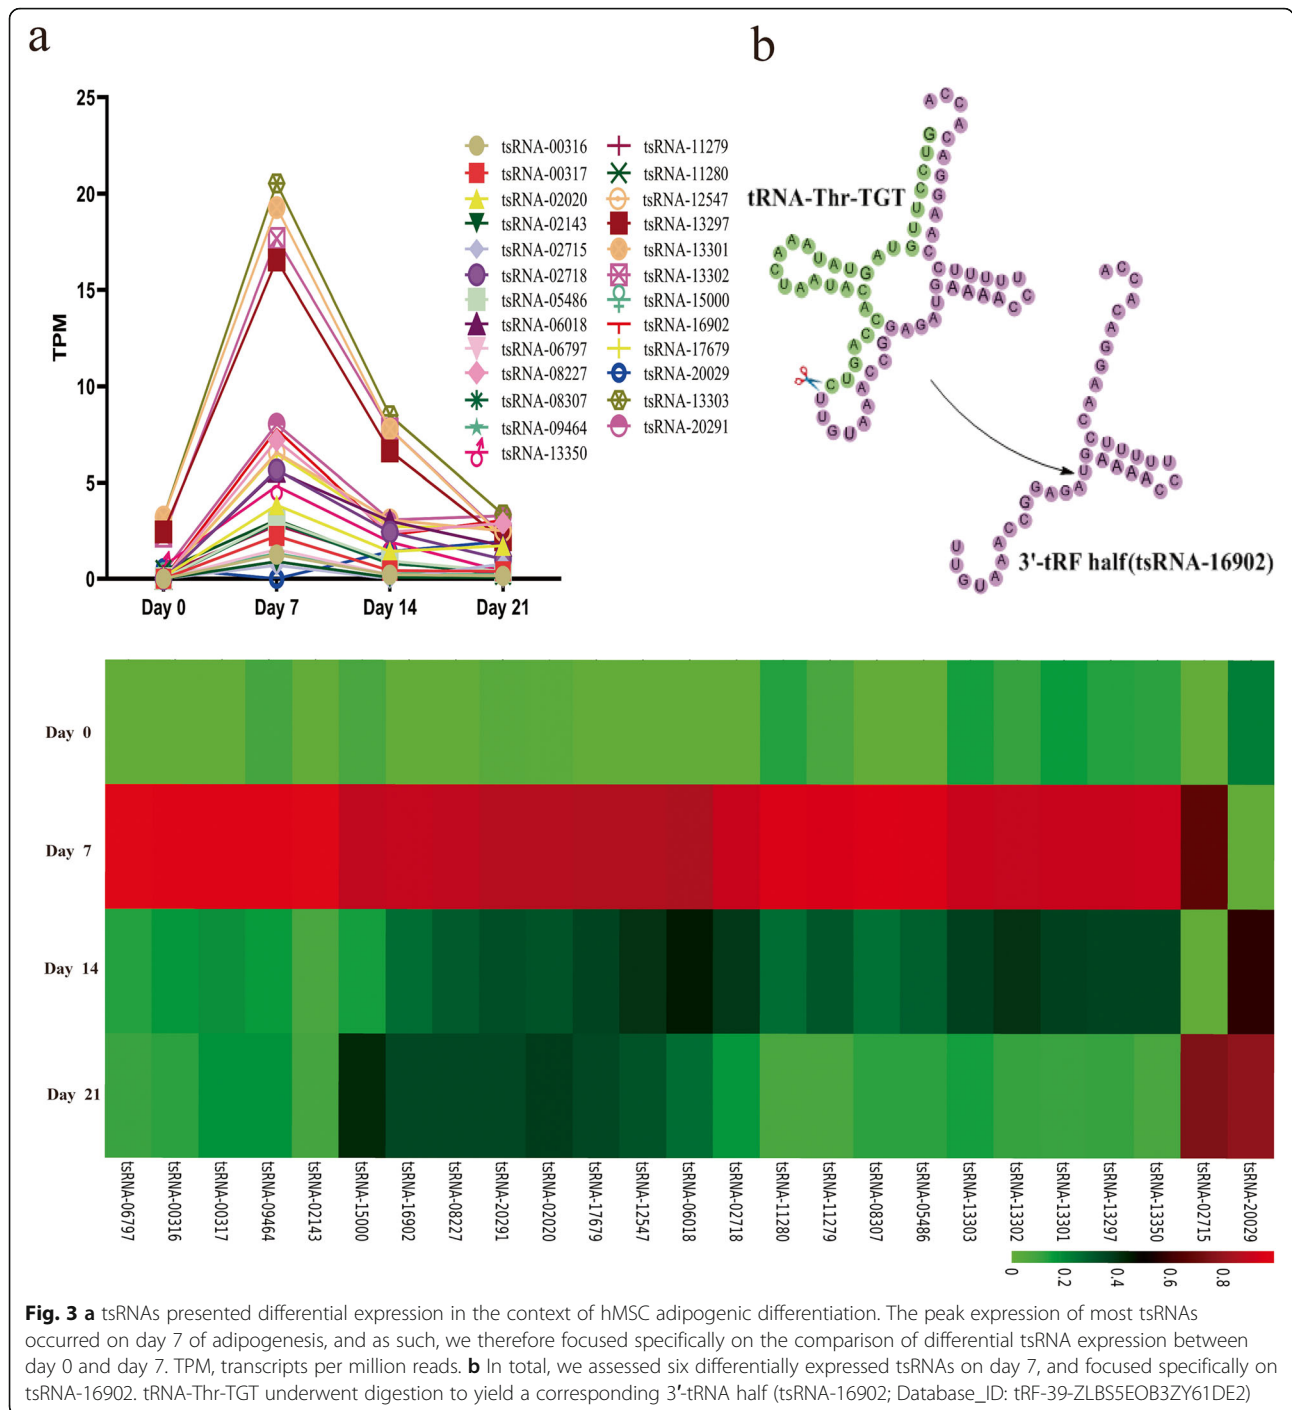 a
b
25
20
15
10
5
0
TPM
Day 0
Day 7
Day 14
Day 21
tsRNA-00316
tsRNA-00317
tsRNA-02020
tsRNA-02143
tsRNA-02715
tsRNA-02718
tsRNA-05486
tsRNA-06018
tsRNA-06797
tsRNA-08227
tsRNA-08307
tsRNA-09464
tsRNA-13350
tsRNA-11279
tsRNA-11280
tsRNA-12547
tsRNA-13297
tsRNA-13301
tsRNA-13302
tsRNA-15000
tsRNA-16902
tsRNA-17679
tsRNA-20029
tsRNA-13303
tsRNA-20291
tRNA-Thr-TGT
3'-tRF half(tsRNA-16902)
Day 0
Day 7
Day 14
Day 21
tsRNA-06797
tsRNA-00316
tsRNA-00317
tsRNA-09464
tsRNA-02143
tsRNA-15000
tsRNA-16902
tsRNA-08227
tsRNA-20291
tsRNA-02020
tsRNA-17679
tsRNA-12547
tsRNA-06018
tsRNA-02718
tsRNA-11280
tsRNA-11279
tsRNA-08307
tsRNA-05486
tsRNA-13303
tsRNA-13302
tsRNA-13301
tsRNA-13297
tsRNA-13350
tsRNA-02715
tsRNA-20029
0
0.2
0.4
0.6
0.8
Fig. 3 a tsRNAs presented differential expression in the context of hMSC adipogenic differentiation. The peak expression of most tsRNAs
occurred on day 7 of adipogenesis, and as such, we therefore focused specifically on the comparison of differential tsRNA expression between
day 0 and day 7. TPM, transcripts per million reads. b In total, we assessed six differentially expressed tsRNAs on day 7, and focused specifically on
tsRNA-16902. tRNA-Thr-TGT underwent digestion to yield a corresponding 3′-tRNA half (tsRNA-16902; Database_ID: tRF-39-ZLBS5EOB3ZY61DE2)